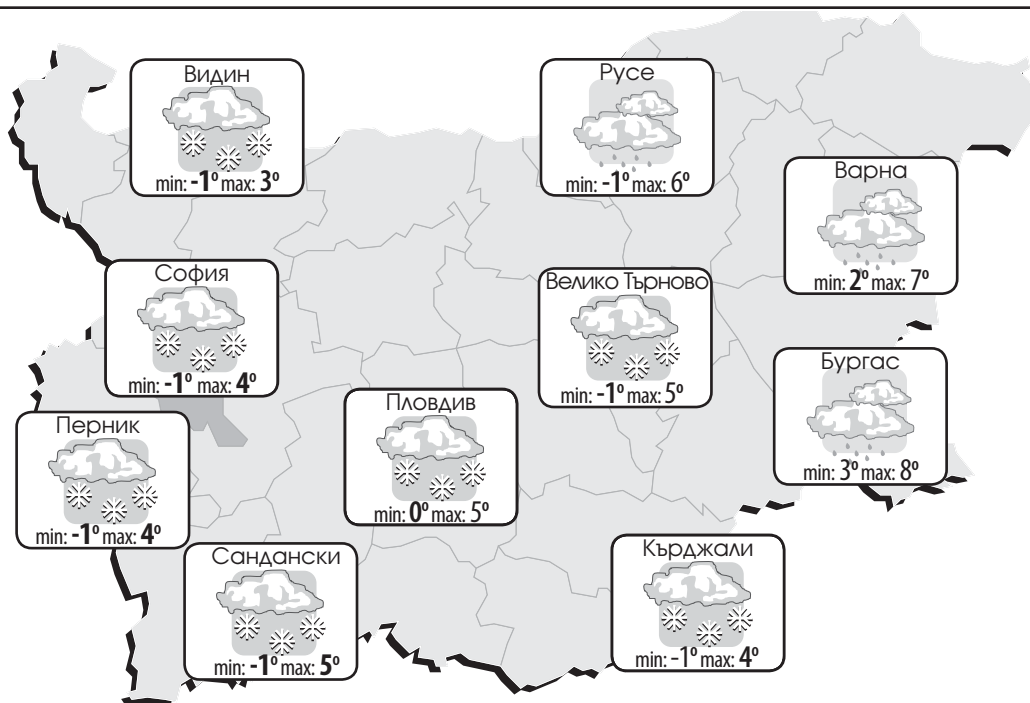 Видин
min: -1° max: 3°
Русе
min: -1° max: 6°
Варна
min: 2° max: 7°
София
min: -1° max: 4°
Велико Търново
min: -1° max: 5°
Бургас
min: 3° max: 8°
Пловдив
min: 0° max: 5°
Перник
min: -1° max: 4°
Сандански
min: -1° max: 5°
Кърджали
min: -1° max: 4°